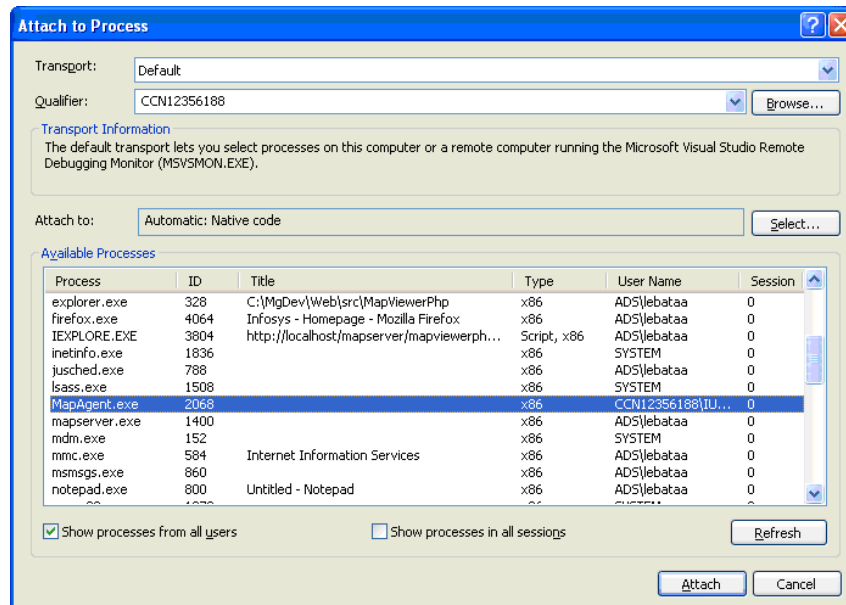 Attach to Process
Transport: Default
Qualifier: CCN12356188 Browse...
Transport Information
The default transport lets you select processes on this computer or a remote computer running the Microsoft Visual Studio Remote
Debugging Monitor (MSVSMON.EXE).
Attach to: Automatic: Native code Select...
Available Processes
Process ID Title Type User Name Session
explorer.exe 328 C:\MgDev\Web\src\MapViewerPhp x86 ADS\lebataa 0
firefox.exe 4064 Infosys - Homepage - Mozilla Firefox x86 ADS\lebataa 0
IEXPLORE.EXE 3804 http://localhost/mapserver/mapviewerph... Script, x86 ADS\lebataa 0
inetinfo.exe 1836 x86 SYSTEM 0
jusched.exe 788 x86 ADS\lebataa 0
lsass.exe 1508 x86 SYSTEM 0
MapAgent.exe 2068 x86 CCN12356188\IU... 0
mapserver.exe 1400 x86 ADS\lebataa 0
mdm.exe 152 x86 SYSTEM 0
mmc.exe 584 Internet Information Services x86 ADS\lebataa 0
msmsgs.exe 860 x86 ADS\lebataa 0
notepad.exe 800 Untitled - Notepad x86 ADS\lebataa 0
Show processes from all users Show processes in all sessions Refresh
Attach Cancel